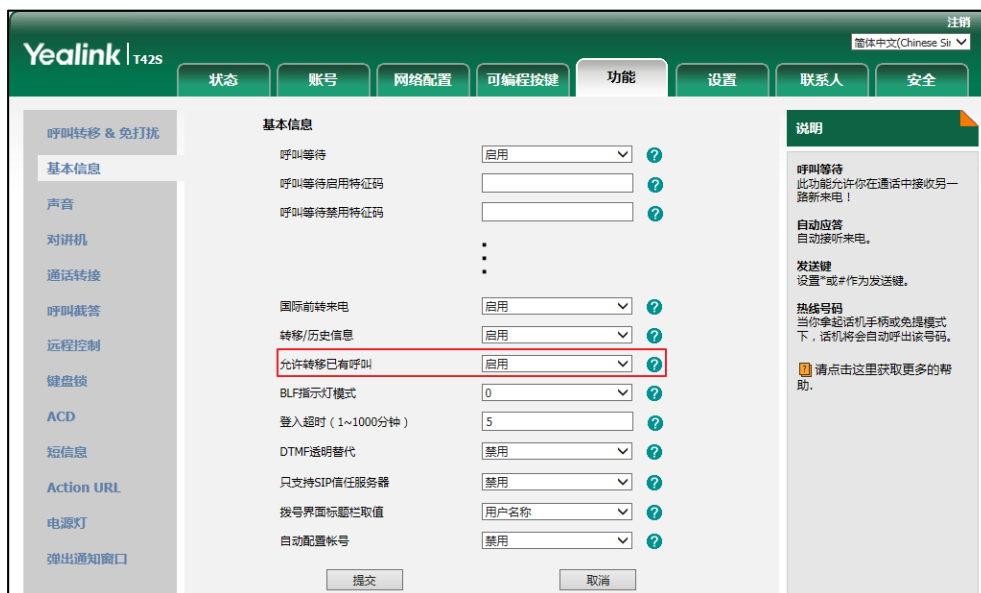 注销
Yealink T42S
简体中文(Chinese Sir
状态 账号 网络配置 可编程按键 功能 设置 联系人 安全
呼叫转移 & 免打扰
基本信息
声音
对讲机
通话转接
呼叫截答
远程控制
键盘锁
ACD
短信息
Action URL
电源灯
弹出通知窗口
基本信息
呼叫等待 启用
呼叫等待启用特征码
呼叫等待禁用特征码
国际前转来电 启用
转移/历史信息 启用
允许转移已有呼叫 启用
BLF指示灯模式 0
登入超时(1~1000分钟) 5
DTMF透明替代 禁用
只支持SIP信任服务器 禁用
拨号界面标题栏取值 用户名称
自动配置帐号 禁用
提交 取消
说明
呼叫等待
此功能允许你在通话中接收另一
路新来电!
自动应答
自动接听来电。
发送键
设置*或#作为发送键。
热线号码
当你拿起话机手柄或免提模式
下,话机将会自动呼出该号码。
请点击这里获取更多的帮
助.